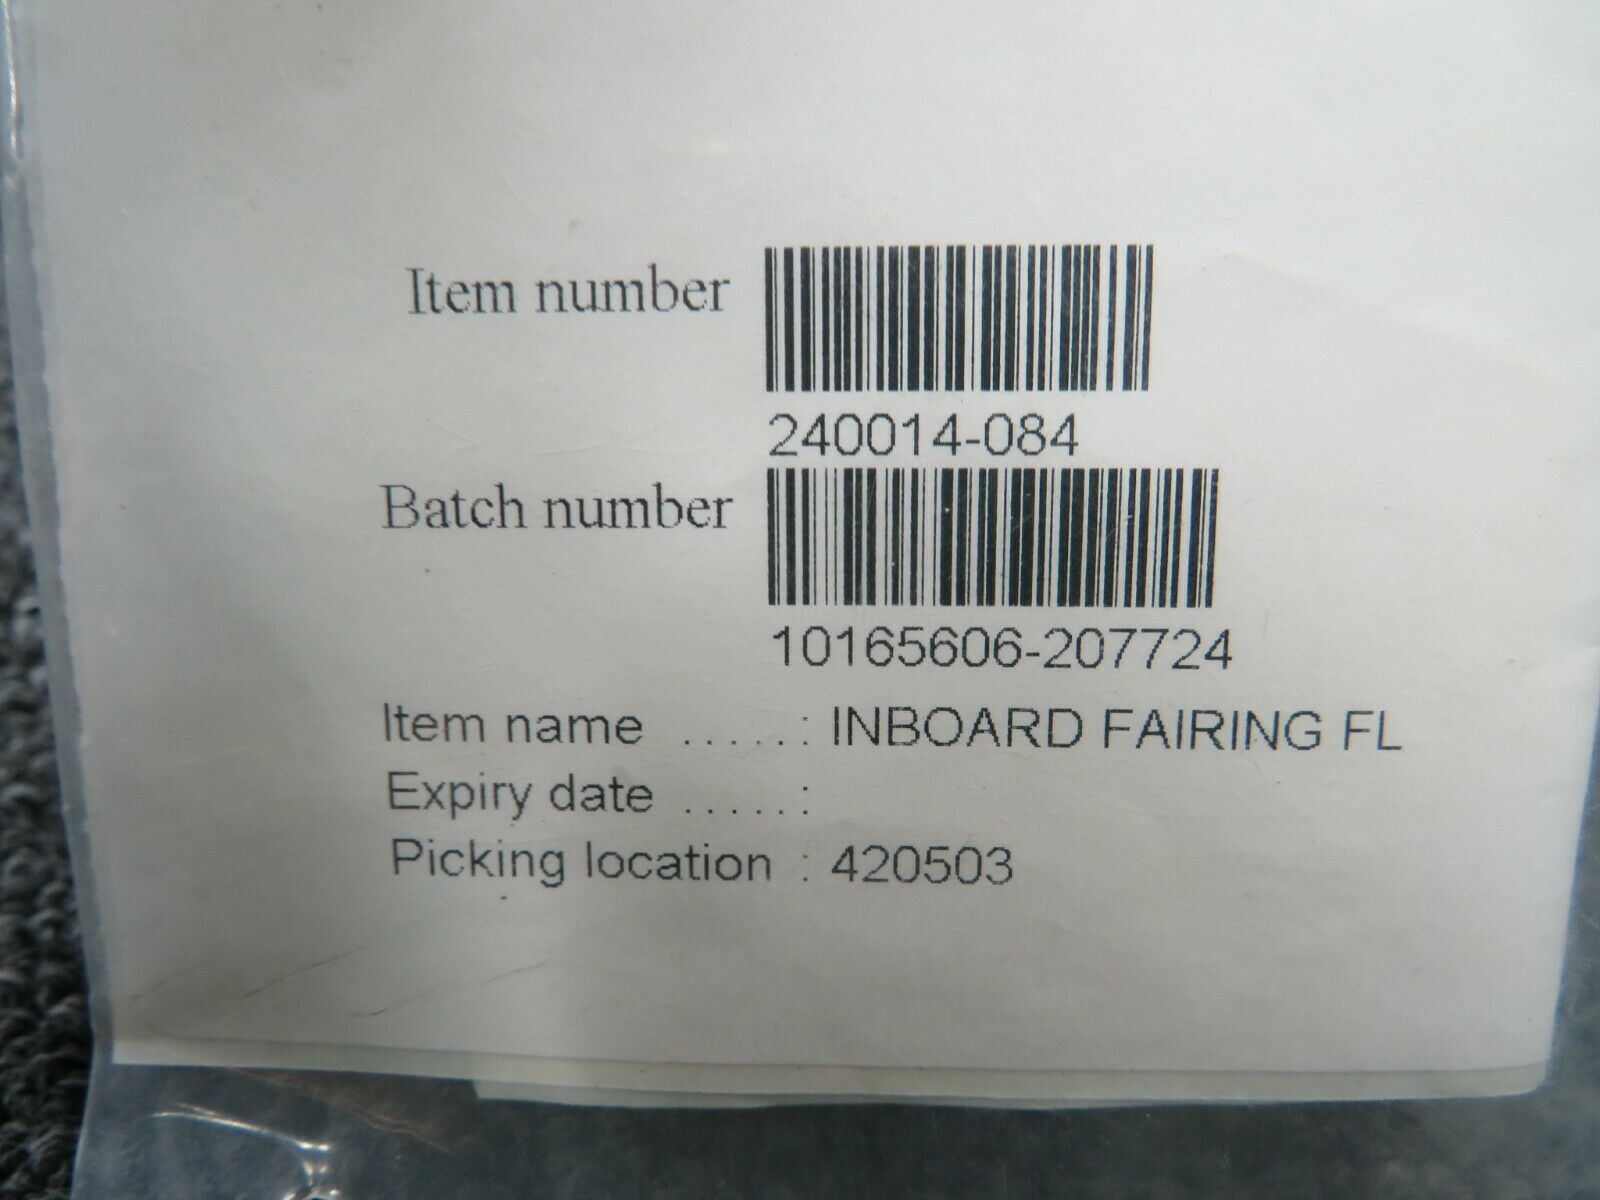 Item number
240014-084
Batch number
10165606-207724
Item name ......: INBOARD FAIRING FL
Expiry date .....:
Picking location : 420503